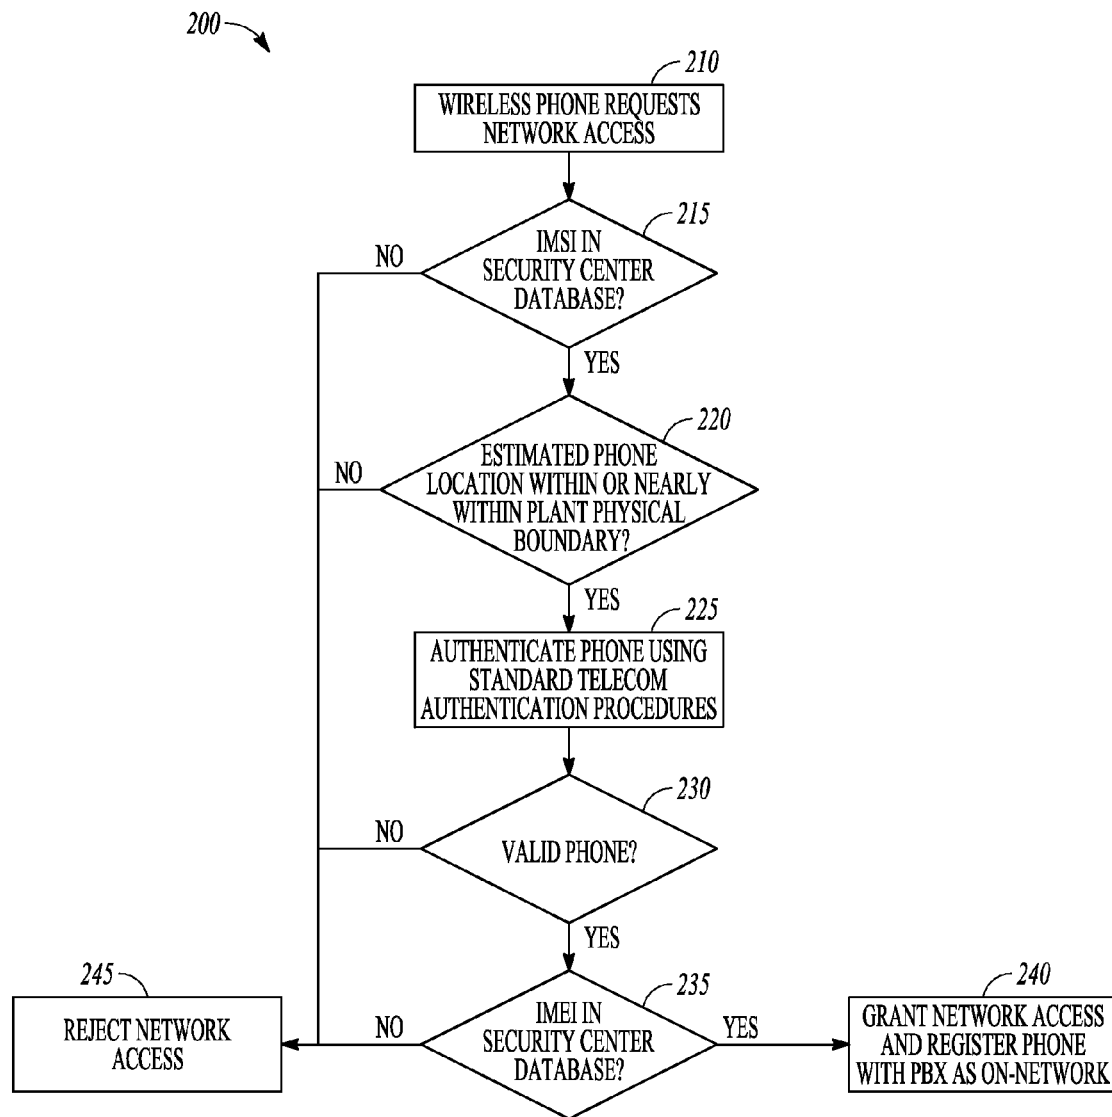 200
210
WIRELESS PHONE REQUESTS
NETWORK ACCESS
215
IMSI IN
SECURITY CENTER
DATABASE?
NO
YES
220
ESTIMATED PHONE
LOCATION WITHIN OR NEARLY
WITHIN PLANT PHYSICAL
BOUNDARY?
NO
YES
225
AUTHENTICATE PHONE USING
STANDARD TELECOM
AUTHENTICATION PROCEDURES
230
VALID PHONE?
NO
YES
235
IMEI IN
SECURITY CENTER
DATABASE?
NO
YES
245
REJECT NETWORK
ACCESS
240
GRANT NETWORK ACCESS
AND REGISTER PHONE
WITH PBX AS ON-NETWORK